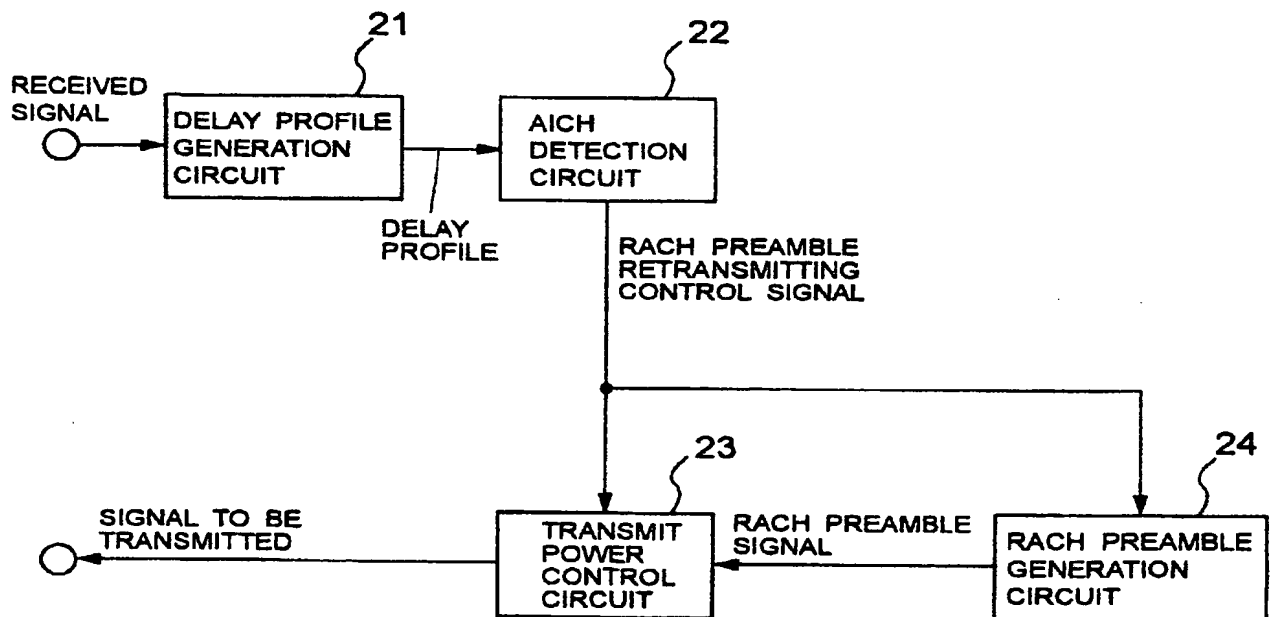 21
22
RECEIVED
SIGNAL
DELAY PROFILE
GENERATION
CIRCUIT
AICH
DETECTION
CIRCUIT
DELAY
PROFILE
RACH PREAMBLE
RETRANSMITTING
CONTROL SIGNAL
23
24
SIGNAL TO BE
TRANSMITTED
TRANSMIT
POWER
CONTROL
CIRCUIT
RACH PREAMBLE
SIGNAL
RACH PREAMBLE
GENERATION
CIRCUIT